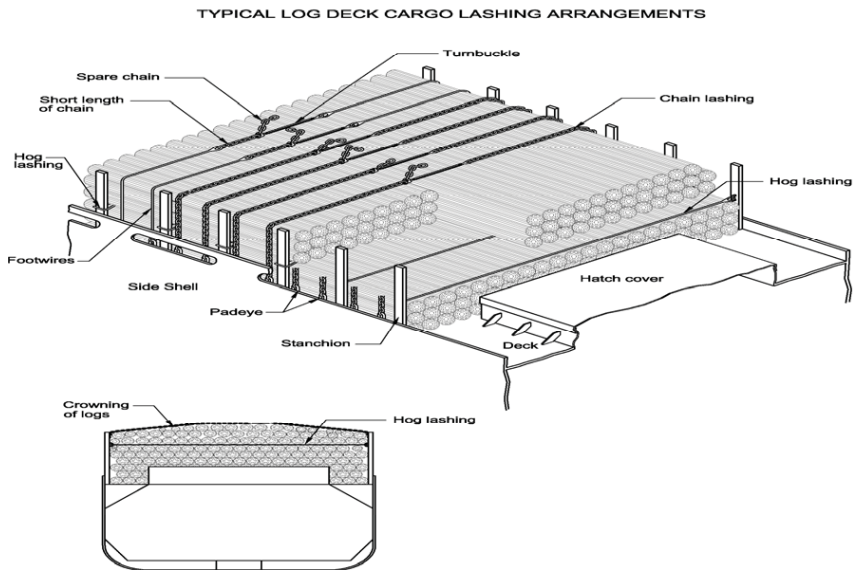 TYPICAL LOG DECK CARGO LASHING ARRANGEMENTS
Turnbuckle
Spare chain
Short length
of chain
Chain lashing
Hog
lashing
Hog lashing
Footwires
Side Shell
Hatch cover
Padeye
Stanchion
Deck
Crowning
of logs
Hog lashing